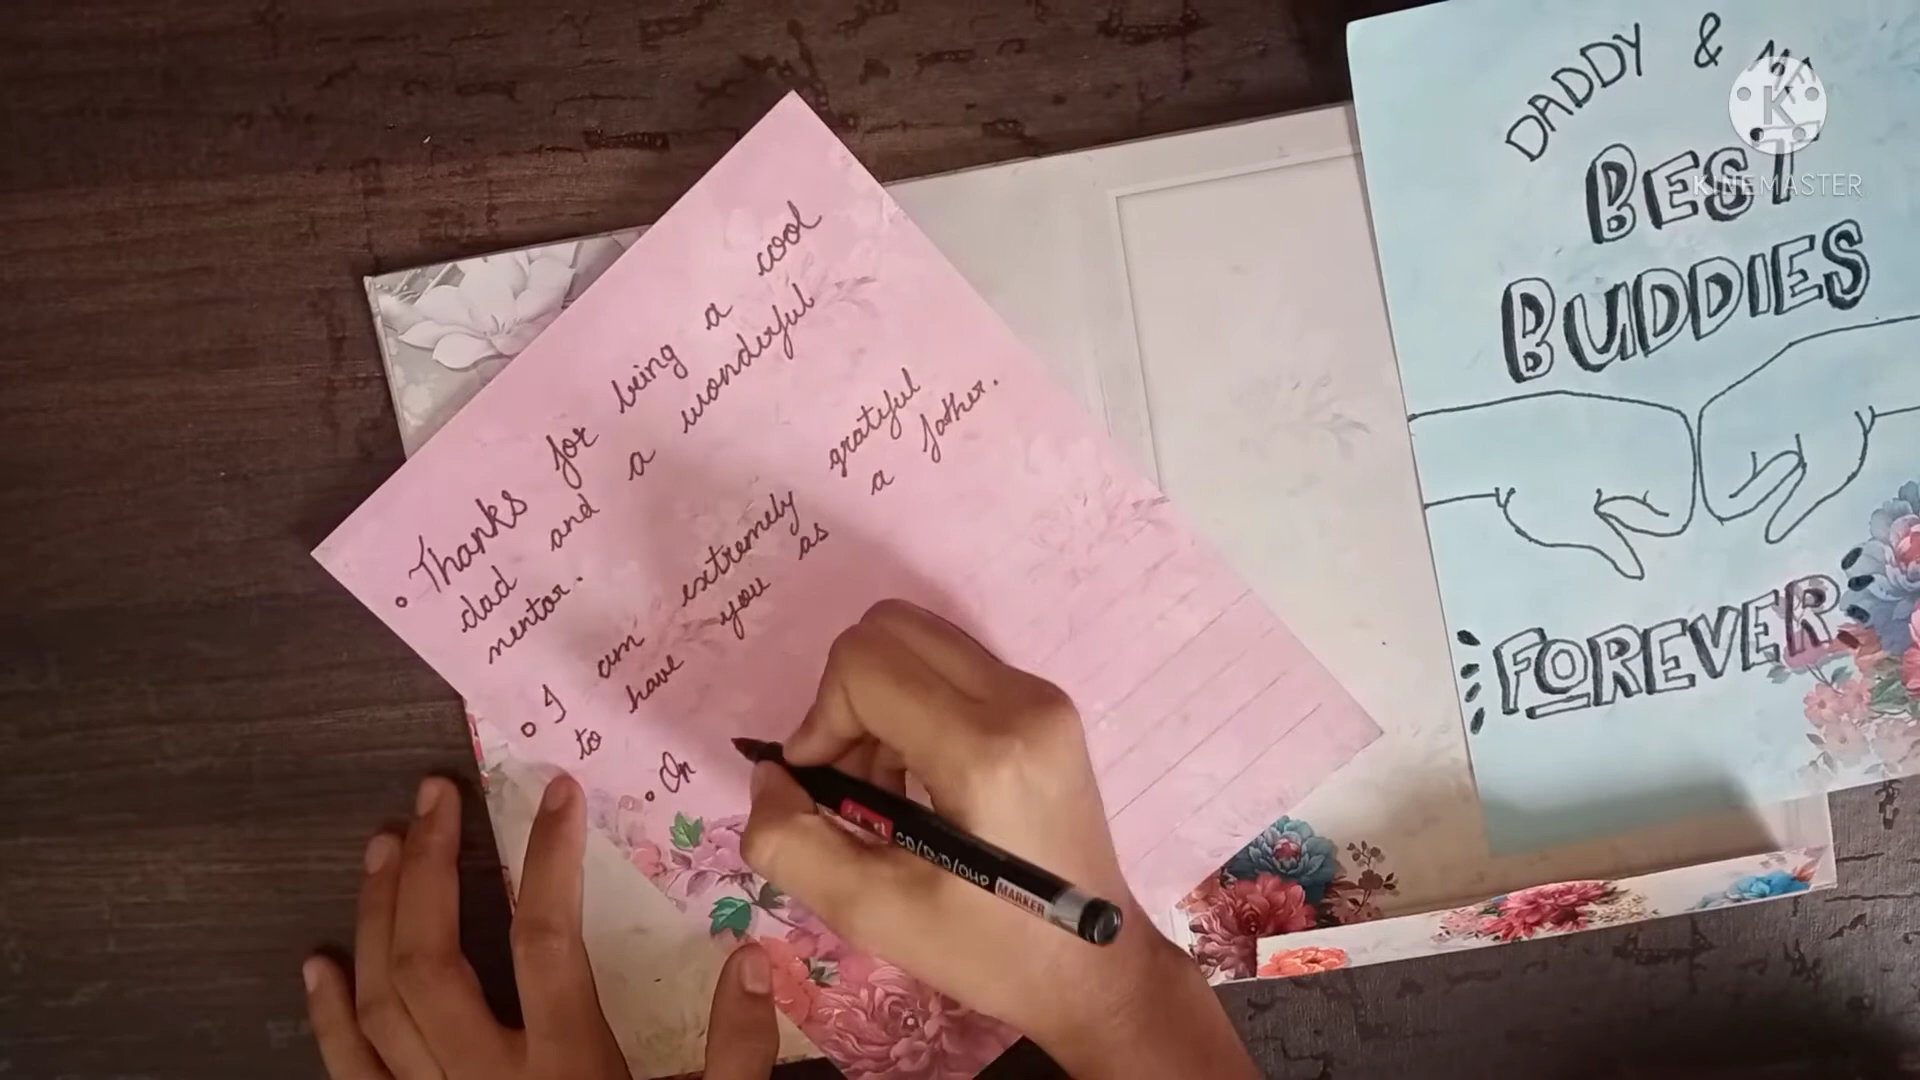 • Thanks for being a cool
dad and a wonderful
mentor.
• I am extremely grateful
to have you as a father.
• On
DADDY &
BEST
BUDDIES
FOREVER
KINEMASTER
CD/DVD/OHP MARKER